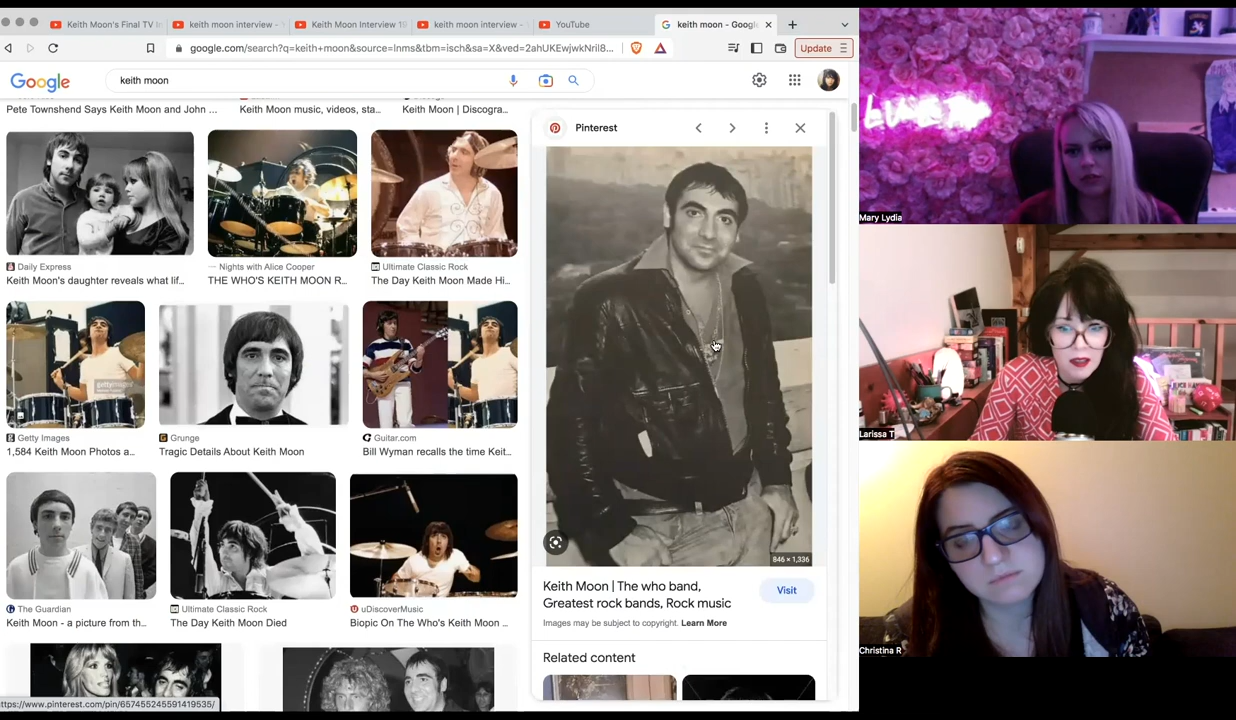 Keith Moon's Final TV In
keith moon interview -
Keith Moon Interview 19
keith moon interview -
YouTube
keith moon - Google
google.com/search?q=keith+moon&source=lnms&tbm=isch&sa=X&ved=2ahUKEwjwkNril8...
Update
Google
keith moon
Pete Townshend Says Keith Moon and John ...
Keith Moon music, videos, sta...
Keith Moon | Discogra...
Daily Express
Keith Moon's daughter reveals what lif...
Nights with Alice Cooper
THE WHO'S KEITH MOON R...
Ultimate Classic Rock
The Day Keith Moon Made Hi...
gettyimages
Getty Images
1,584 Keith Moon Photos a...
Grunge
Tragic Details About Keith Moon
Guitar.com
Bill Wyman recalls the time Keit...
The Guardian
Keith Moon - a picture from th...
Ultimate Classic Rock
The Day Keith Moon Died
uDiscoverMusic
Biopic On The Who's Keith Moon ...
https://www.pinterest.com/pin/657455245591419535/
Pinterest
846 × 1,336
Keith Moon | The who band,
Greatest rock bands, Rock music
Visit
Images may be subject to copyright. Learn More
Related content
Mary Lydia
Larissa T
Christina R